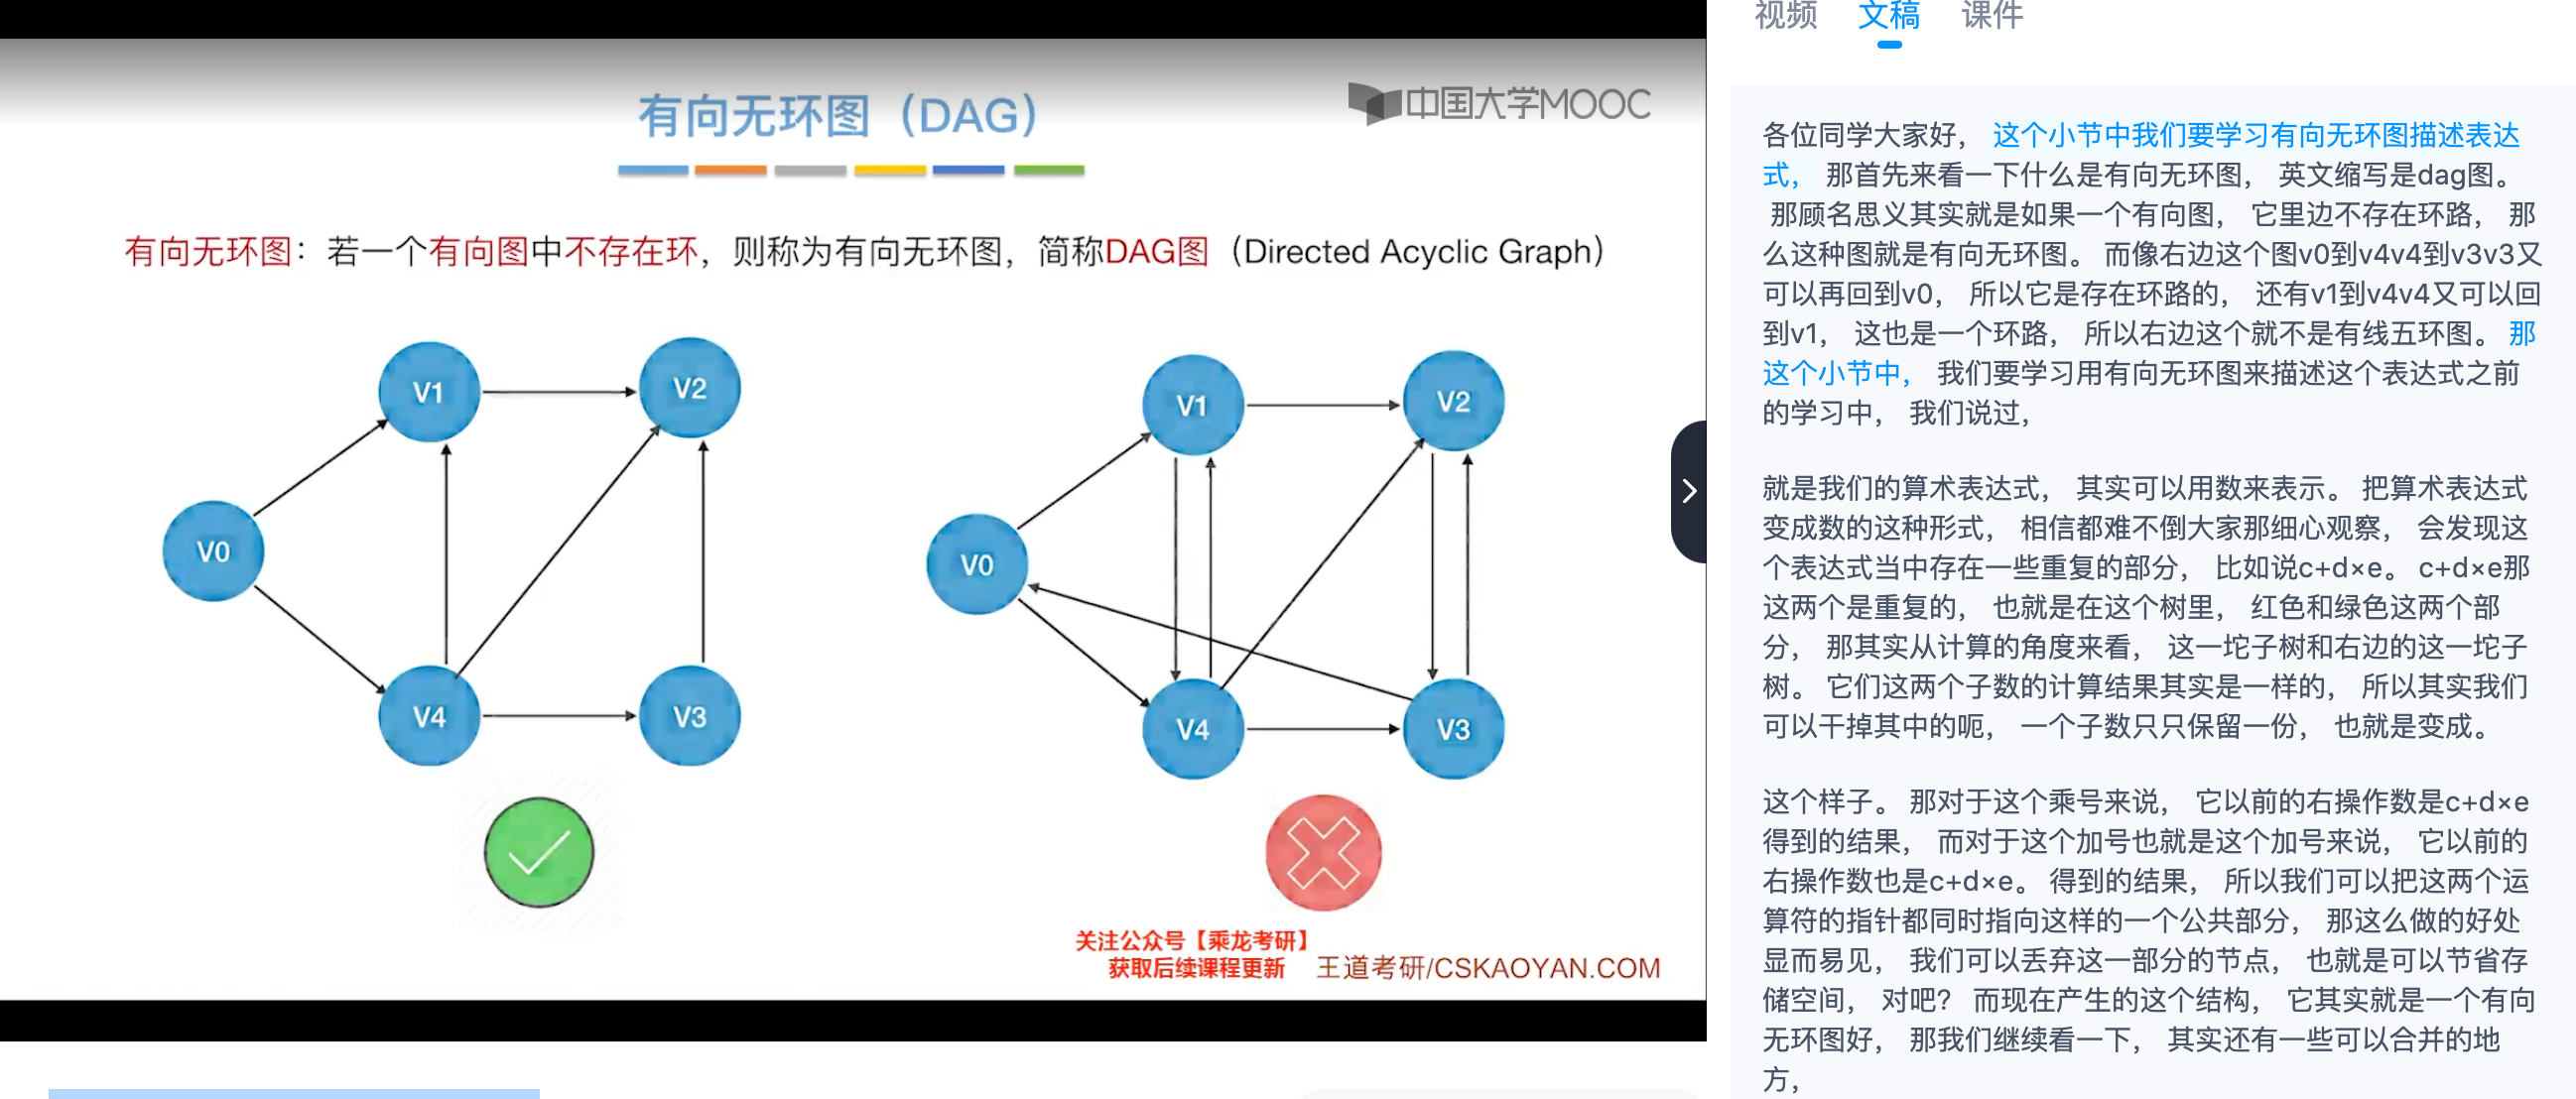 视频 文稿 课件
有向无环图（DAG）
中国大学MOOC
有向无环图：若一个有向图中不存在环，则称为有向无环图，简称DAG图（Directed Acyclic Graph）
V1
V2
V0
V4
V3
V1
V2
V0
V4
V3
关注公众号【乘龙考研】
获取后续课程更新
王道考研/CSKAOYAN.COM
各位同学大家好， 这个小节中我们要学习有向无环图描述表达
式， 那首先来看一下什么是有向无环图， 英文缩写是dag图。
那顾名思义其实就是如果一个有向图， 它里边不存在环路， 那
么这种图就是有向无环图。 而像右边这个图v0到v4v4到v3v3又
可以再回到v0， 所以它是存在环路的， 还有v1到v4v4又可以回
到v1， 这也是一个环路， 所以右边这个就不是有线五环图。 那
这个小节中， 我们要学习用有向无环图来描述这个表达式之前
的学习中， 我们说过，
就是我们的算术表达式， 其实可以用数来表示。 把算术表达式
变成数的这种形式， 相信都难不倒大家那细心观察， 会发现这
个表达式当中存在一些重复的部分， 比如说c+d×e。 c+d×e那
这两个是重复的， 也就是在这个树里， 红色和绿色这两个部
分， 那其实从计算的角度来看， 这一坨子树和右边的这一坨子
树。 它们这两个子数的计算结果其实是一样的， 所以其实我们
可以干掉其中的呃， 一个子数只只保留一份， 也就是变成。
这个样子。 那对于这个乘号来说， 它以前的右操作数是c+d×e
得到的结果， 而对于这个加号也就是这个加号来说， 它以前的
右操作数也是c+d×e。 得到的结果， 所以我们可以把这两个运
算符的指针都同时指向这样的一个公共部分， 那这么做的好处
显而易见， 我们可以丢弃这一部分的节点， 也就是可以节省存
储空间， 对吧？ 而现在产生的这个结构， 它其实就是一个有向
无环图好， 那我们继续看一下， 其实还有一些可以合并的地
方，